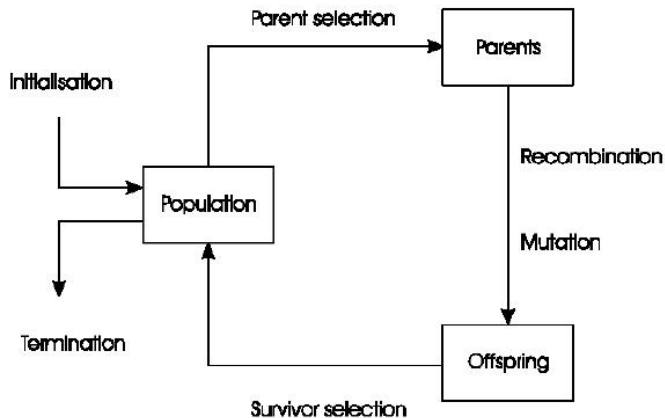 Parent selection
Parents
Initialisation
Recombination
Population
Mutation
Termination
Offspring
Survivor selection